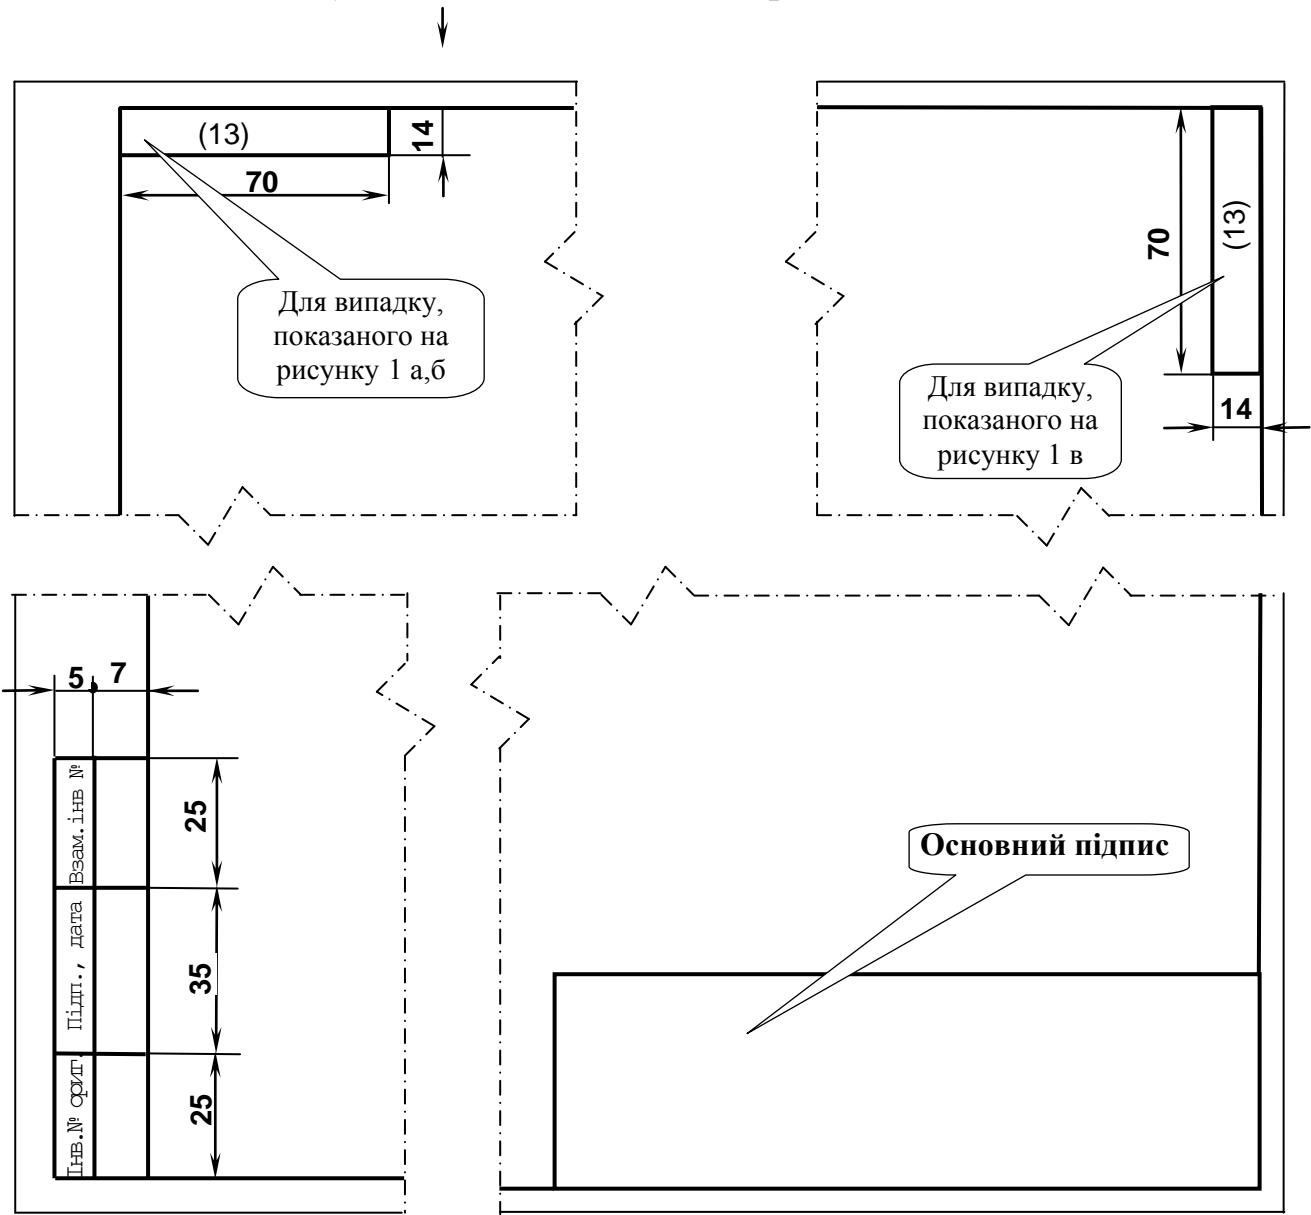 (13)
14
70
Для випадку,
показаного на
рисунку 1 а,б
(13)
70
Для випадку,
показаного на
рисунку 1 в
14
5
7
Взам.інв №
25
Підп., дата
35
Інв.№ ориг.
25
Основний підпис